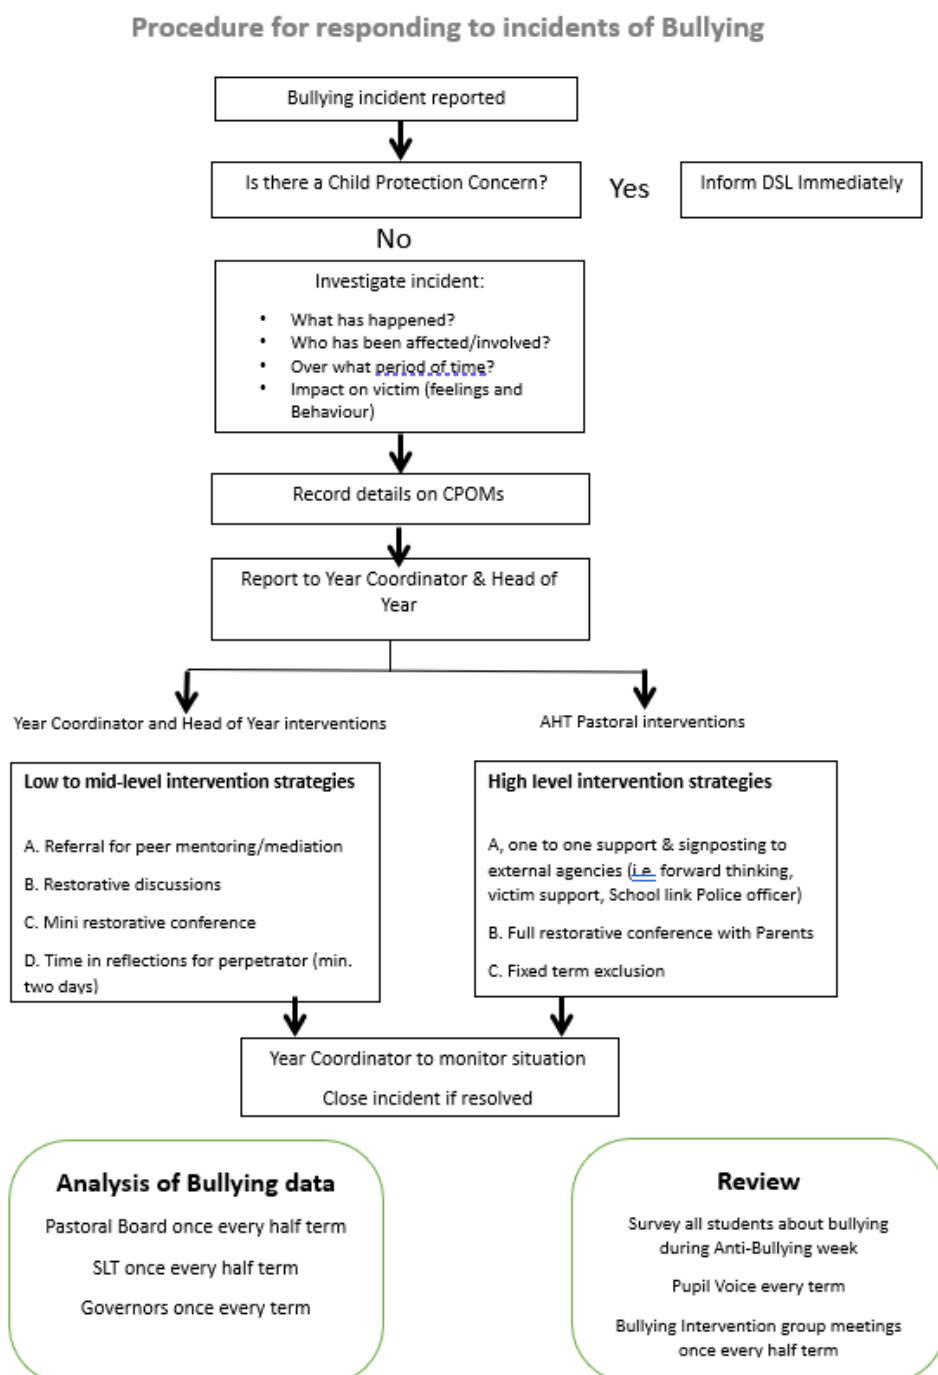 Procedure for responding to incidents of Bullying
Bullying incident reported
Is there a Child Protection Concern?
Yes
Inform DSL Immediately
No
Investigate incident:
• What has happened?
• Who has been affected/involved?
• Over what period of time?
• Impact on victim (feelings and
Behaviour)
Record details on CPOMs
Report to Year Coordinator & Head of
Year
Year Coordinator and Head of Year interventions
AHT Pastoral interventions
Low to mid-level intervention strategies
A. Referral for peer mentoring/mediation
B. Restorative discussions
C. Mini restorative conference
D. Time in reflections for perpetrator (min.
two days)
High level intervention strategies
A, one to one support & signposting to
external agencies (i.e. forward thinking,
victim support, School link Police officer)
B. Full restorative conference with Parents
C. Fixed term exclusion
Year Coordinator to monitor situation
Close incident if resolved
Analysis of Bullying data
Pastoral Board once every half term
SLT once every half term
Governors once every term
Review
Survey all students about bullying
during Anti-Bullying week
Pupil Voice every term
Bullying Intervention group meetings
once every half term